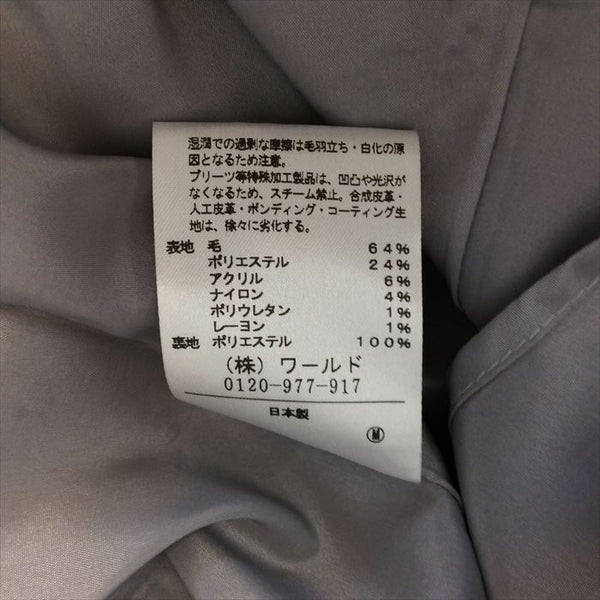 湿潤での過剰な摩擦は毛羽立ち・白化の原
因となるため注意。
プリーツ等特殊加工製品は、凹凸や光沢が
なくなるため、スチーム禁止。合成皮革・
人工皮革・ボンディング・コーティング生
地は、徐々に劣化する。
表地 毛 64%
ポリエステル 24%
アクリル 6%
ナイロン 4%
ポリウレタン 1%
レーヨン 1%
裏地 ポリエステル 100%
(株)ワールド
0120-977-917
日本製
M